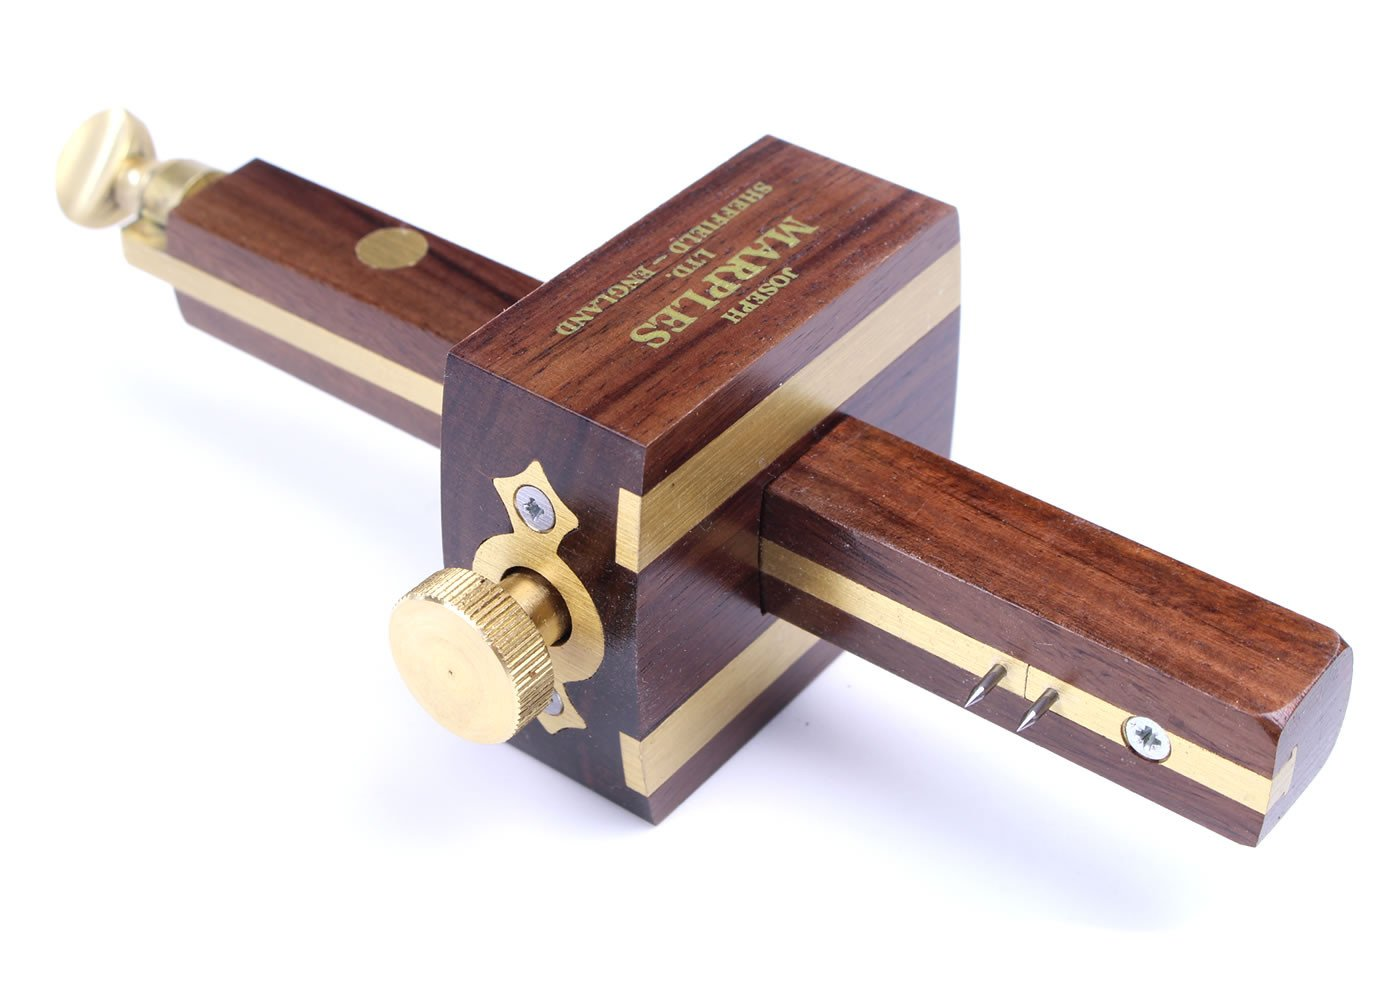 JOSEPH
MARPLES
LTD.
SHEFFIELD ~ ENGLAND